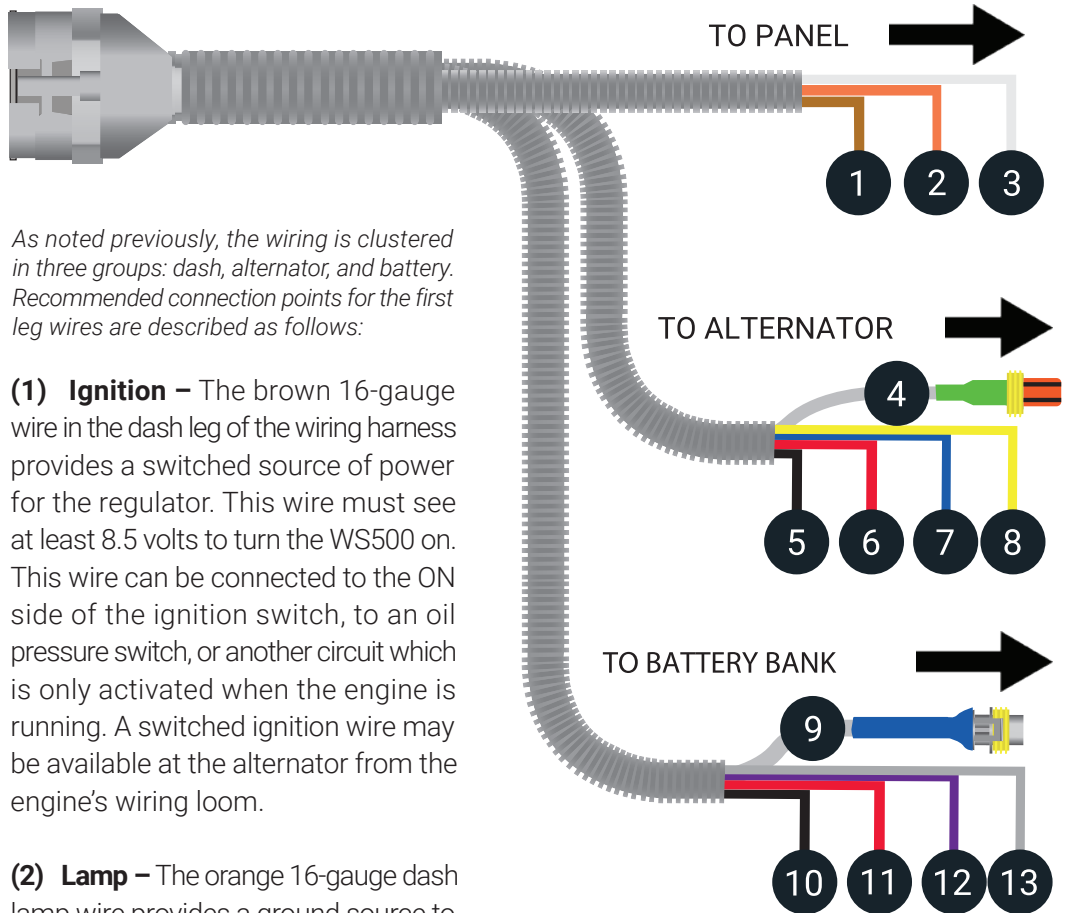 TO PANEL
1
2
3
As noted previously, the wiring is clustered
in three groups: dash, alternator, and battery.
Recommended connection points for the first
leg wires are described as follows:
TO ALTERNATOR
4
5
6
7
8
(1) Ignition – The brown 16-gauge
wire in the dash leg of the wiring harness
provides a switched source of power
for the regulator. This wire must see
at least 8.5 volts to turn the WS500 on.
This wire can be connected to the ON
side of the ignition switch, to an oil
pressure switch, or another circuit which
is only activated when the engine is
running. A switched ignition wire may
be available at the alternator from the
engine's wiring loom.
TO BATTERY BANK
9
10
11
12
13
(2) Lamp – The orange 16-gauge dash
lamp wire provides a ground source to